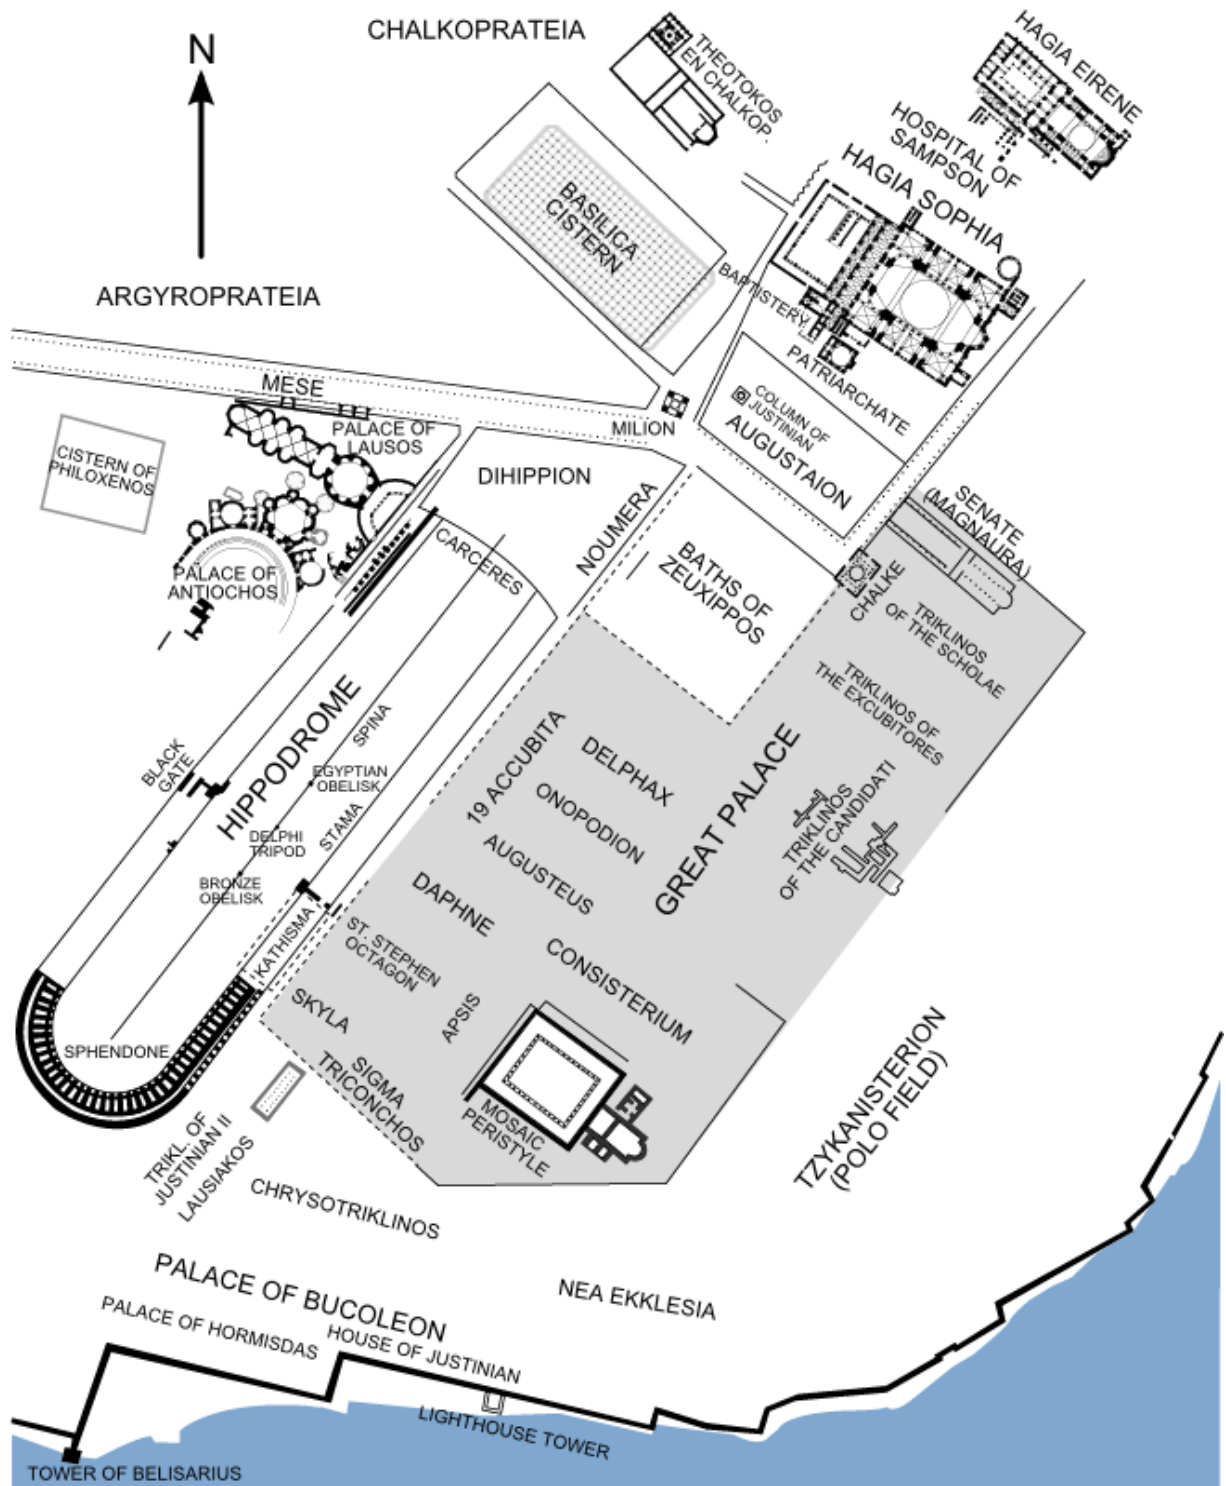 CHALKOPRATEIA
N
THEOTOKOS
EN CHALKOP.
HAGIA EIRENE
HOSPITAL OF
SAMPSON
HAGIA SOPHIA
BASILICA
CISTERN
BAPTISTERY
PATRIARCHATE
ARGYROPRATEIA
MESE
PALACE OF
LAUSOS
MILION
COLUMN OF
JUSTINIAN
AUGUSTAION
CISTERN OF
PHILOXENOS
DIHIPPION
NOUMERA
SENATE
(MAGNAURA)
CARCERES
BATHS OF
ZEUXIPPOS
CHALKE
PALACE OF
ANTIOCHOS
TRIKLINOS
OF THE SCHOLAE
TRIKLINOS OF
THE EXCUBITORES
HIPPODROME
SPINA
BLACK
GATE
EGYPTIAN
OBELISK
STAMA
DELPHI
TRIPOD
BRONZE
OBELISK
KATHISMA
19 ACCUBITA
DELPHAX
ONOPODION
AUGUSTEUS
DAPHNE
GREAT PALACE
TRIKLINOS
OF THE CANDIDATI
ST. STEPHEN
OCTAGON
CONSISTERIUM
SKYLA
APSIS
SPHENDONE
SIGMA
TRICONCHOS
MOSAIC
PERISTYLE
TZYKANISTERION
(POLO FIELD)
TRIKL. OF
JUSTINIAN II
LAUSIAKOS
CHRYSOTRIKLINOS
PALACE OF BUCOLEON
NEA EKKLESIA
PALACE OF HORMISDAS
HOUSE OF JUSTINIAN
LIGHTHOUSE TOWER
TOWER OF BELISARIUS